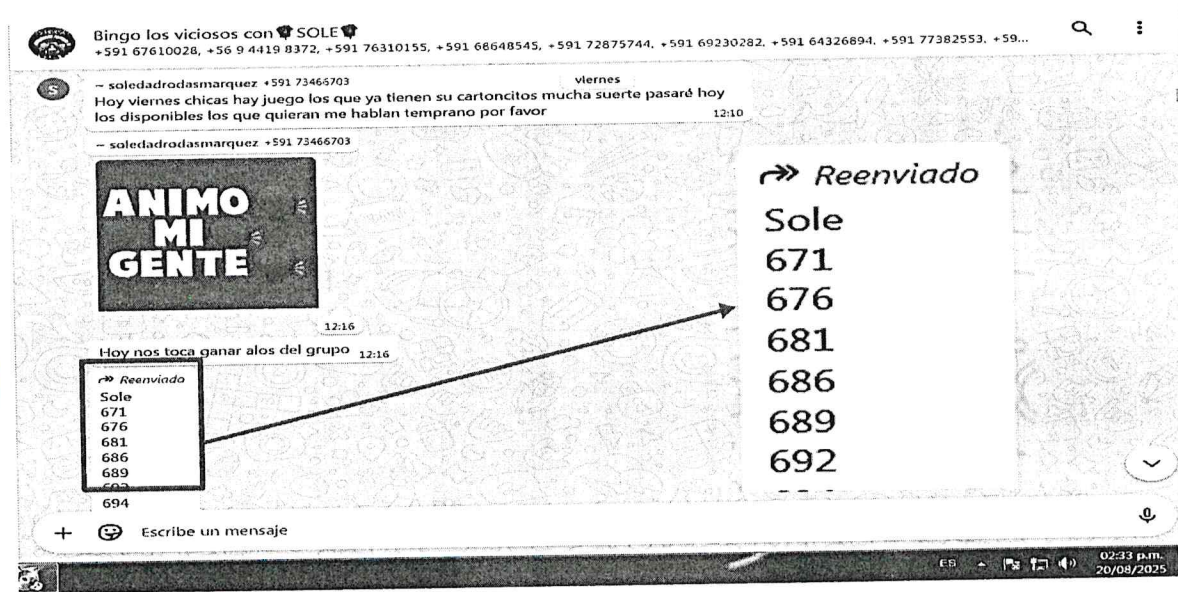 Bingo los viciosos con🌹SOLE🌹
+591 67610028, +56 9 4419 8372, +591 76310155, +591 68648545, +591 72875744, +591 69230282, +591 64326894, +591 77382553, +59...
S
~ soledadrodasmarquez +591 73466703
viernes
Hoy viernes chicas hay juego los que ya tienen su cartoncitos mucha suerte pasaré hoy
los disponibles los que quieran me hablan temprano por favor
12:10
~ soledadrodasmarquez +591 73466703
ANIMO
MI
GENTE
12:16
Hoy nos toca ganar alos del grupo 12:16
Reenviado
Sole
671
676
681
686
689
692
694
Reenviado
Sole
671
676
681
686
689
692
Escribe un mensaje
ES
02:33 p.m.
20/08/2025